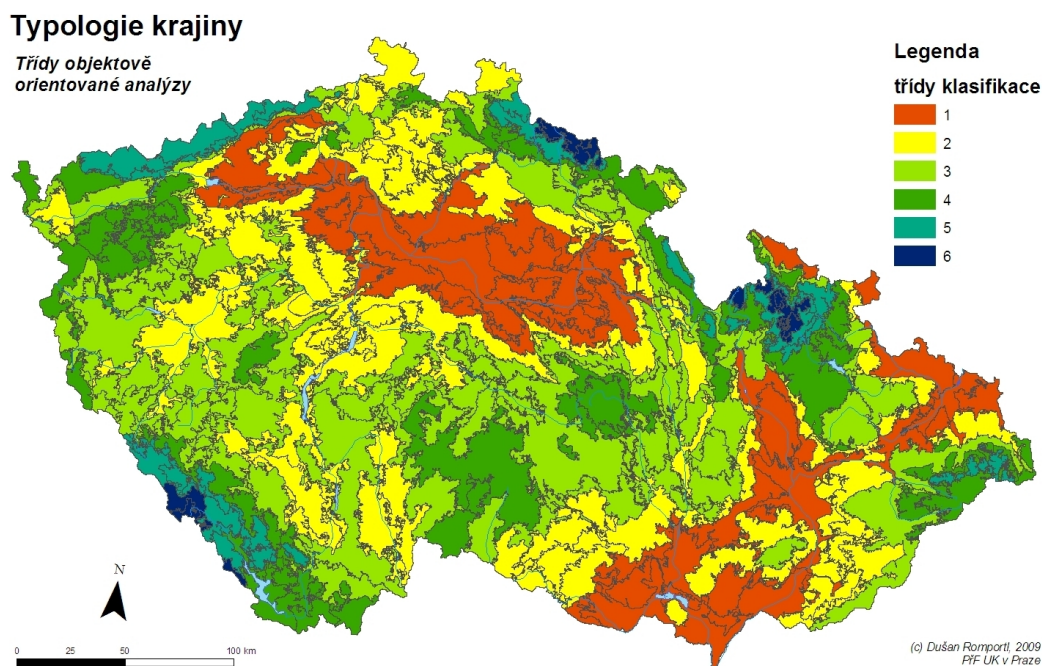 Typologie krajiny
Třídy objektově
orientované analýzy
Legenda
třídy klasifikace
1
2
3
4
5
6
N
0 25 50 100 km
(c) Dušan Romportl, 2009
PřF UK v Praze